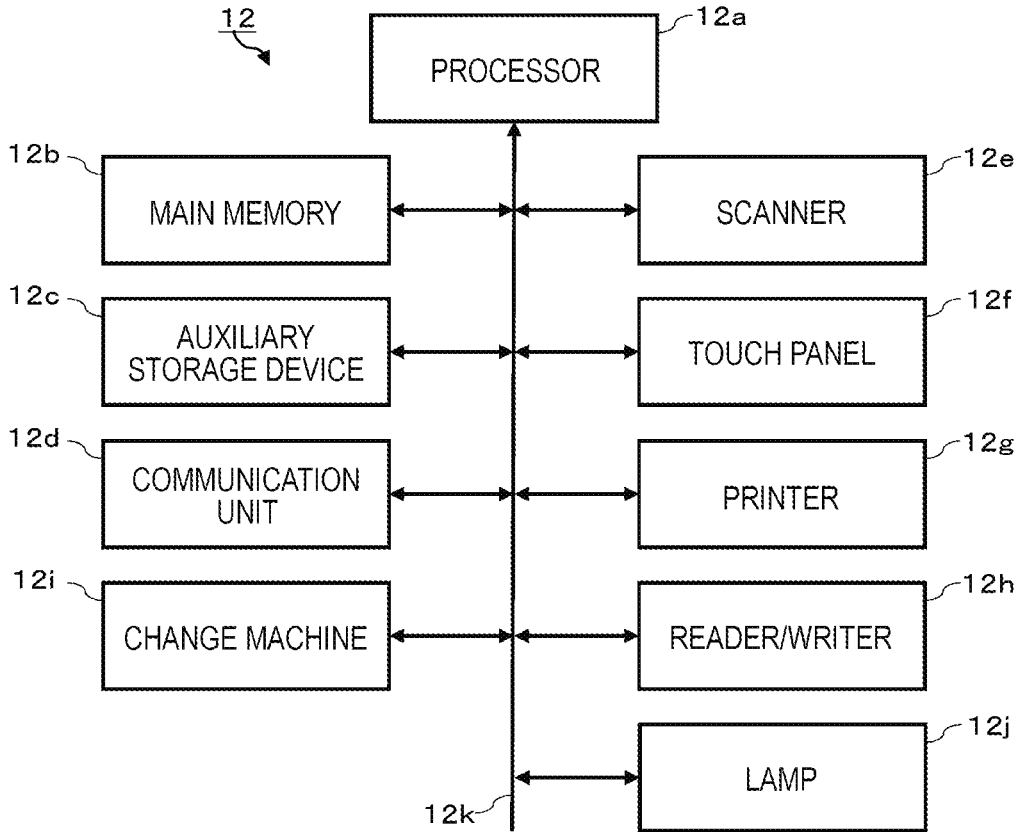 12
12a
PROCESSOR
12b
MAIN MEMORY
12e
SCANNER
12c
AUXILIARY
STORAGE DEVICE
12f
TOUCH PANEL
12d
COMMUNICATION
UNIT
12g
PRINTER
12i
CHANGE MACHINE
12h
READER/WRITER
12j
LAMP
12k